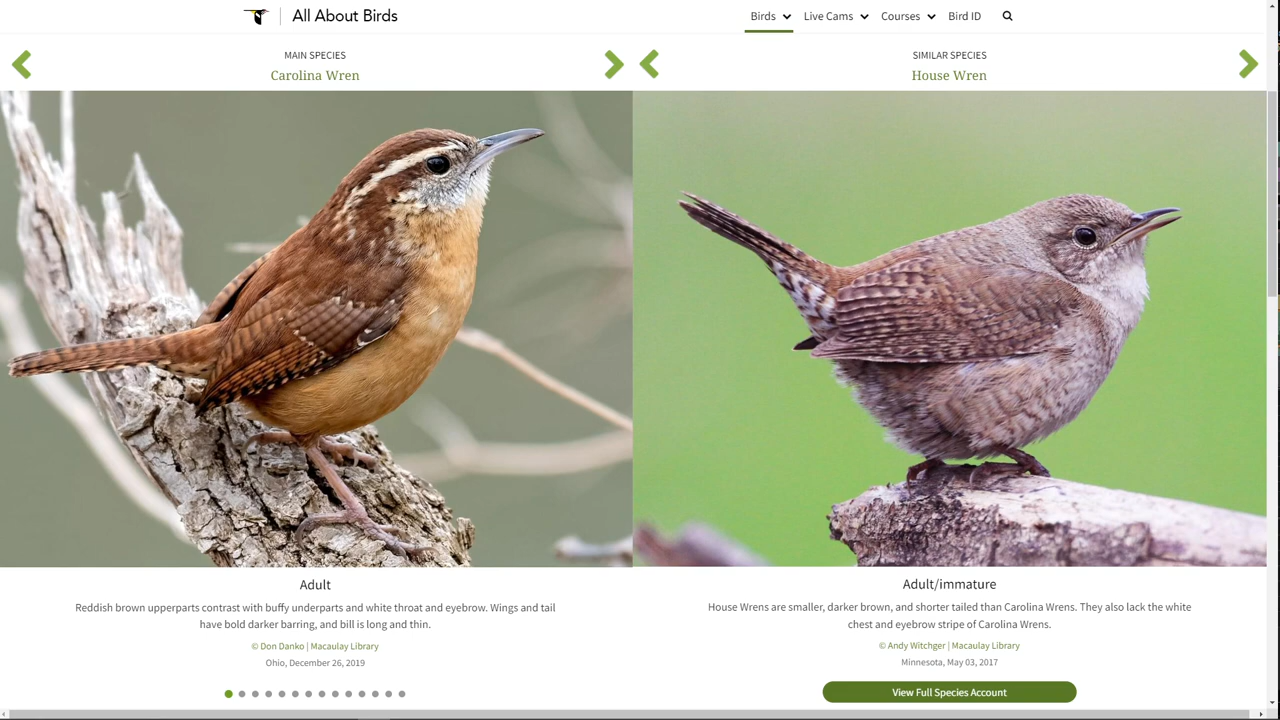 All About Birds
Birds
Live Cams
Courses
Bird ID
MAIN SPECIES
Carolina Wren
SIMILAR SPECIES
House Wren
Adult
Reddish brown upperparts contrast with buffy underparts and white throat and eyebrow. Wings and tail
have bold darker barring, and bill is long and thin.
© Don Danko | Macaulay Library
Ohio, December 26, 2019
Adult/immature
House Wrens are smaller, darker brown, and shorter tailed than Carolina Wrens. They also lack the white
chest and eyebrow stripe of Carolina Wrens.
© Andy Witchger | Macaulay Library
Minnesota, May 03, 2017
View Full Species Account